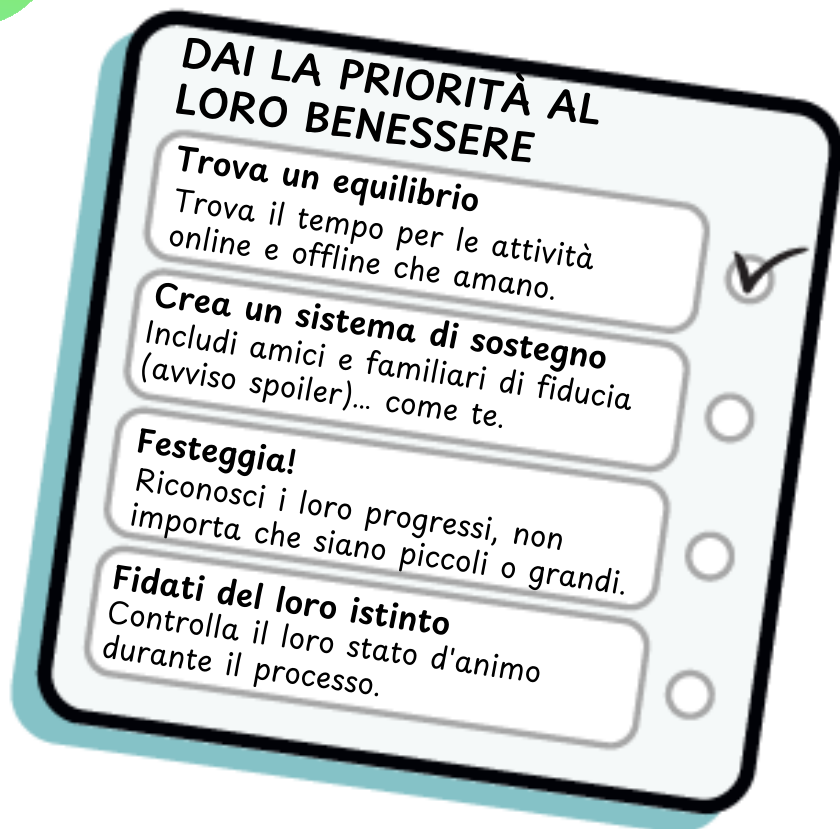 DAI LA PRIORITÀ AL
LORO BENESSERE
Trova un equilibrio
Trova il tempo per le attività
online e offline che amano.
Crea un sistema di sostegno
Includi amici e familiari di fiducia
(avviso spoiler)... come te.
Festeggia!
Riconosci i loro progressi, non
importa che siano piccoli o grandi.
Fidati del loro istinto
Controlla il loro stato d'animo
durante il processo.